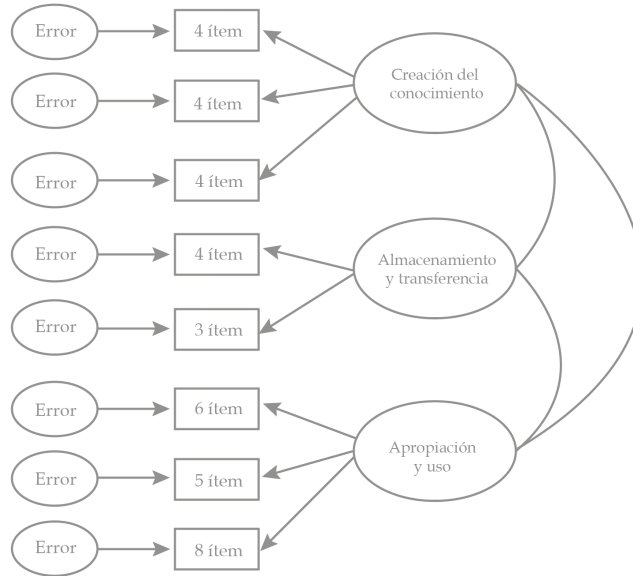 Error
4 ítem
Error
4 ítem
Error
4 ítem
Creación del
conocimiento
Error
4 ítem
Error
3 ítem
Almacenamiento
y transferencia
Error
6 ítem
Error
5 ítem
Error
8 ítem
Apropiación
y uso